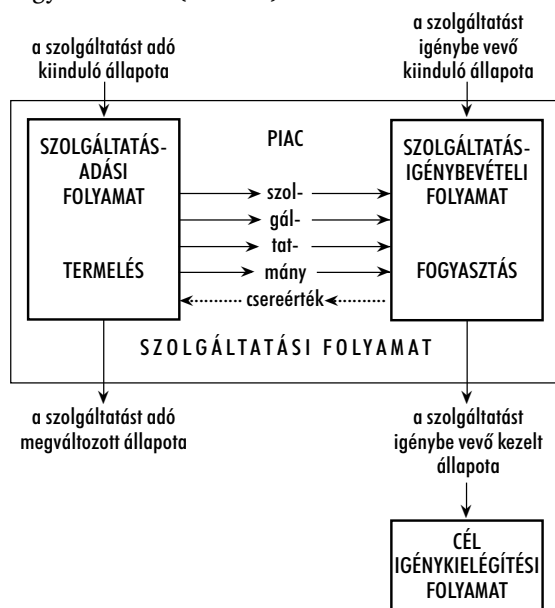 a szolgáltatást adó
kiinduló állapota
a szolgáltatást
igénybe vevő
kiinduló állapota
SZOLGÁLTATÁS-
ADÁSI
FOLYAMAT
TERMELÉS
PIAC
szol-
gál-
tat-
mány
csereérték
SZOLGÁLTATÁS-
IGÉNYBEVÉTELI
FOLYAMAT
FOGYASZTÁS
SZOLGÁLTATÁSI FOLYAMAT
a szolgáltatást adó
megváltozott állapota
a szolgáltatást
igénybe vevő kezelt
állapota
CÉL
IGÉNYKIELÉGÍTÉSI
FOLYAMAT